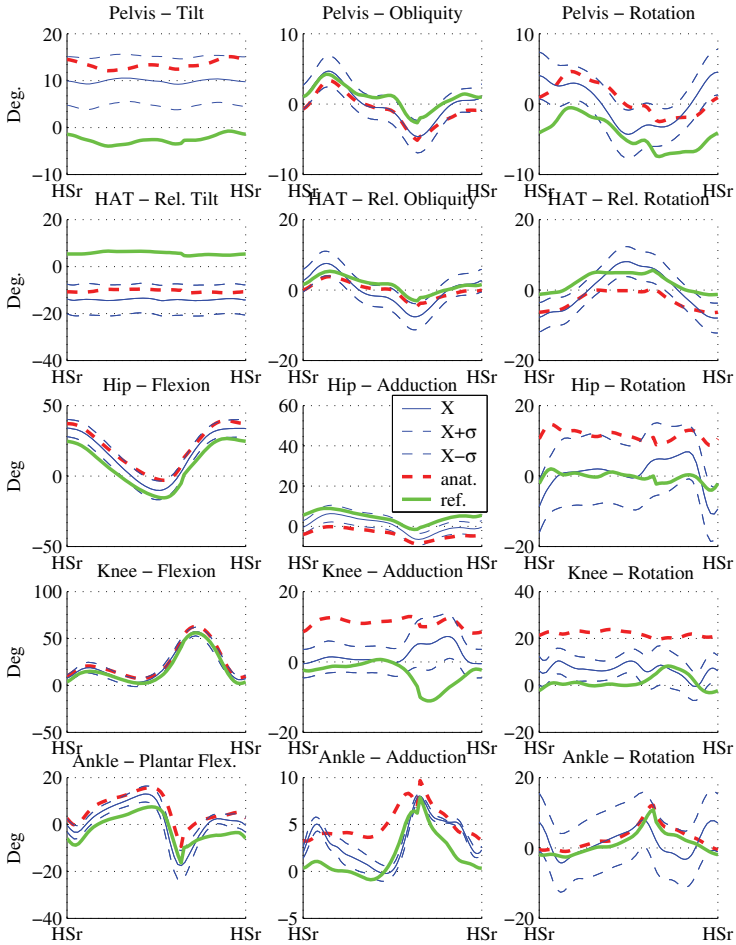 Pelvis − Tilt
Pelvis − Obliquity
Pelvis − Rotation
Deg.
20
10
0
−10
10
0
−10
10
0
−10
HSr
HSr
HSr
HSr
HSr
HSr
HAT − Rel. Tilt
HAT − Rel. Obliquity
HAT − Rel. Rotation
Deg.
20
0
−20
−40
20
0
−20
20
0
−20
HSr
HSr
HSr
HSr
HSr
HSr
Hip − Flexion
Hip − Adduction
Hip − Rotation
Deg
50
0
−50
60
40
20
0
20
0
−20
X
X+σ
X−σ
anat.
ref.
HSr
HSr
HSr
HSr
HSr
HSr
Knee − Flexion
Knee − Adduction
Knee − Rotation
Deg
100
50
0
−50
20
0
−20
40
20
0
−20
HSr
HSr
HSr
HSr
HSr
HSr
Ankle − Plantar Flex.
Ankle − Adduction
Ankle − Rotation
Deg
20
0
−20
−40
10
5
0
−5
20
0
−20
HSr
HSr
HSr
HSr
HSr
HSr